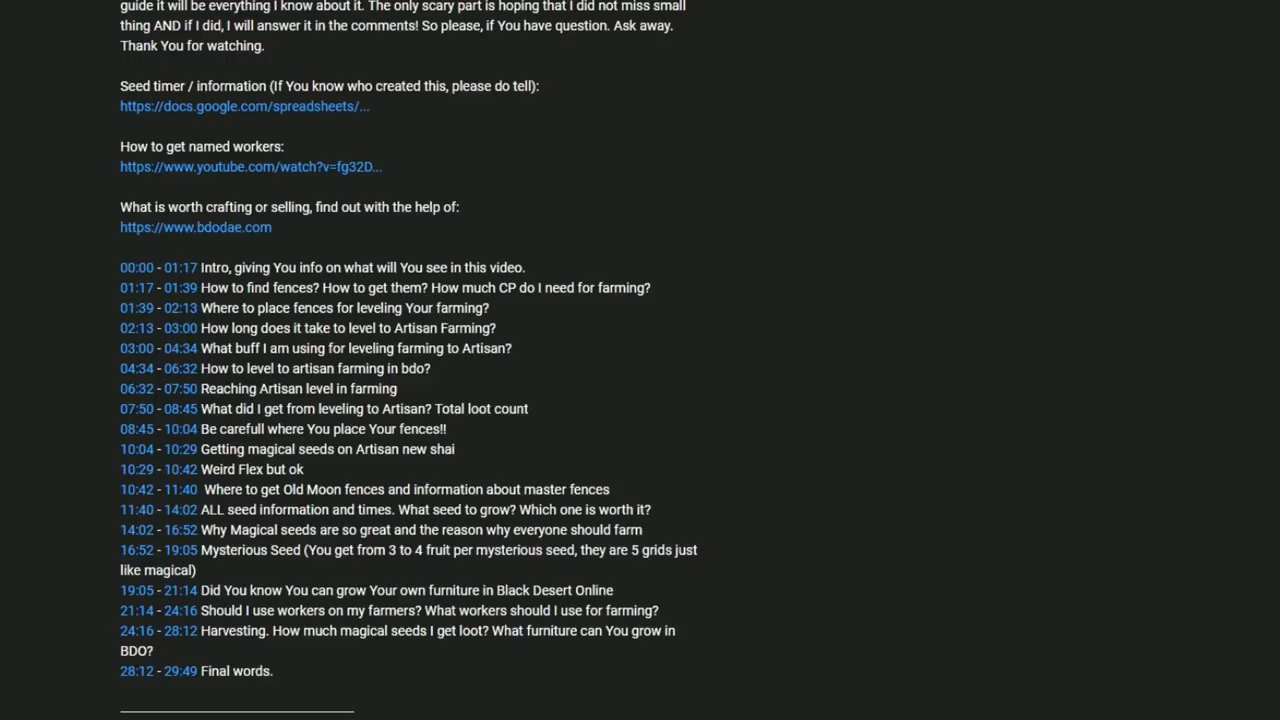 guide it will be everything I know about it. The only scary part is hoping that I did not miss small
thing AND if I did, I will answer it in the comments! So please, if You have question. Ask away.
Thank You for watching.
Seed timer / information (If You know who created this, please do tell):
https://docs.google.com/spreadsheets/...
How to get named workers:
https://www.youtube.com/watch?v=fg32D...
What is worth crafting or selling, find out with the help of:
https://www.bdodae.com
00:00 - 01:17 Intro, giving You info on what will You see in this video.
01:17 - 01:39 How to find fences? How to get them? How much CP do I need for farming?
01:39 - 02:13 Where to place fences for leveling Your farming?
02:13 - 03:00 How long does it take to level to Artisan Farming?
03:00 - 04:34 What buff I am using for leveling farming to Artisan?
04:34 - 06:32 How to level to artisan farming in bdo?
06:32 - 07:50 Reaching Artisan level in farming
07:50 - 08:45 What did I get from leveling to Artisan? Total loot count
08:45 - 10:04 Be carefull where You place Your fences!!
10:04 - 10:29 Getting magical seeds on Artisan new shai
10:29 - 10:42 Weird Flex but ok
10:42 - 11:40 Where to get Old Moon fences and information about master fences
11:40 - 14:02 ALL seed information and times. What seed to grow? Which one is worth it?
14:02 - 16:52 Why Magical seeds are so great and the reason why everyone should farm
16:52 - 19:05 Mysterious Seed (You get from 3 to 4 fruit per mysterious seed, they are 5 grids just
like magical)
19:05 - 21:14 Did You know You can grow Your own furniture in Black Desert Online
21:14 - 24:16 Should I use workers on my farmers? What workers should I use for farming?
24:16 - 28:12 Harvesting. How much magical seeds I get loot? What furniture can You grow in
BDO?
28:12 - 29:49 Final words.